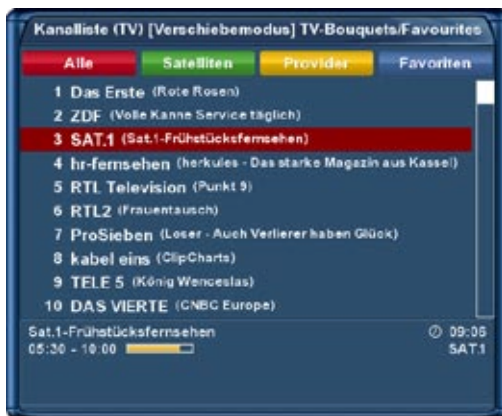 Kanalliste (TV) [Verschiebemodus] TV-Bouquets/Favourites
Alle Satelliten Provider Favoriten
1 Das Erste (Rote Rosen)
2 ZDF (Volle Kanne Service täglich)
3 SAT.1 (Sat.1-Frühstücksfernsehen)
4 hr-fernsehen (herkules - Das starke Magazin aus Kassel)
5 RTL Television (Punkt 9)
6 RTL2 (Frauentausch)
7 ProSieben (Loser - Auch Verlierer haben Glück)
8 kabel eins (ClipCharts)
9 TELE 5 (König Wenceslas)
10 DAS VIERTE (CNBC Europe)
Sat.1-Frühstücksfernsehen 09:06
05:30 - 10:00 SAT.1